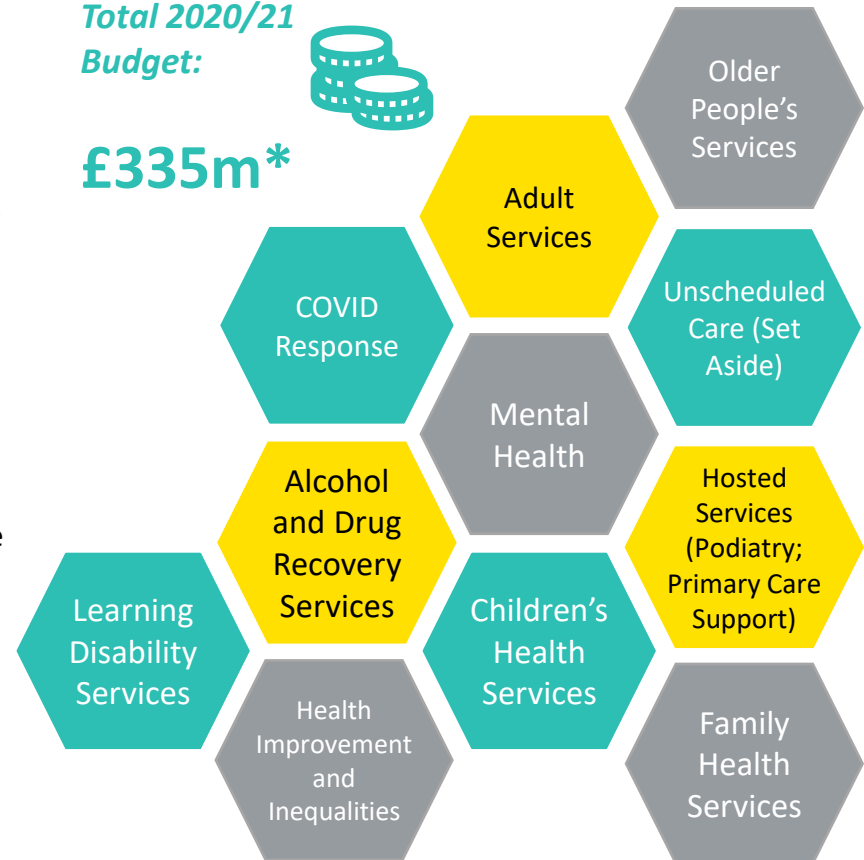 Total 2020/21
Budget:
£335m*
Older
People’s
Services
Adult
Services
COVID
Response
Unscheduled
Care (Set
Aside)
Mental
Health
Alcohol
and Drug
Recovery
Services
Hosted
Services
(Podiatry;
Primary Care
Support)
e
Learning
Disability
Services
Children’s
Health
Services
Health
Improvement
and
Inequalities
Family
Health
Services